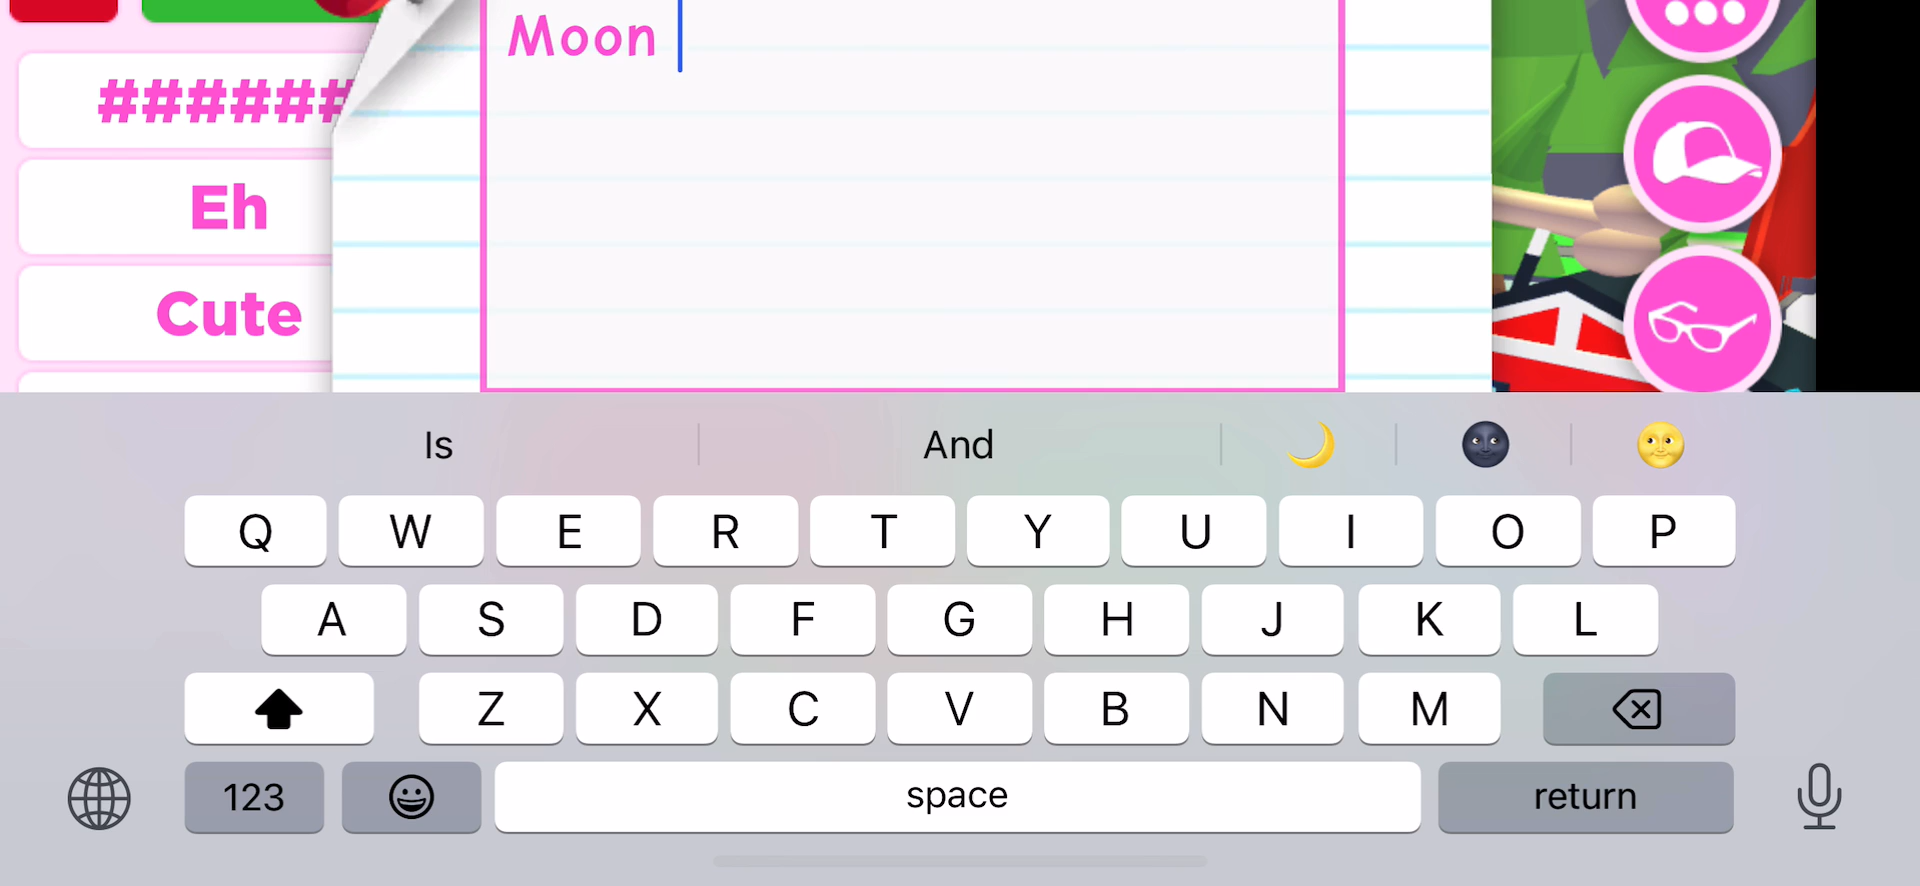 Moon
######
Eh
Cute
Is And 🌙 🌚 🌝
Q W E R T Y U I O P
A S D F G H J K L
Z X C V B N M
123 space return